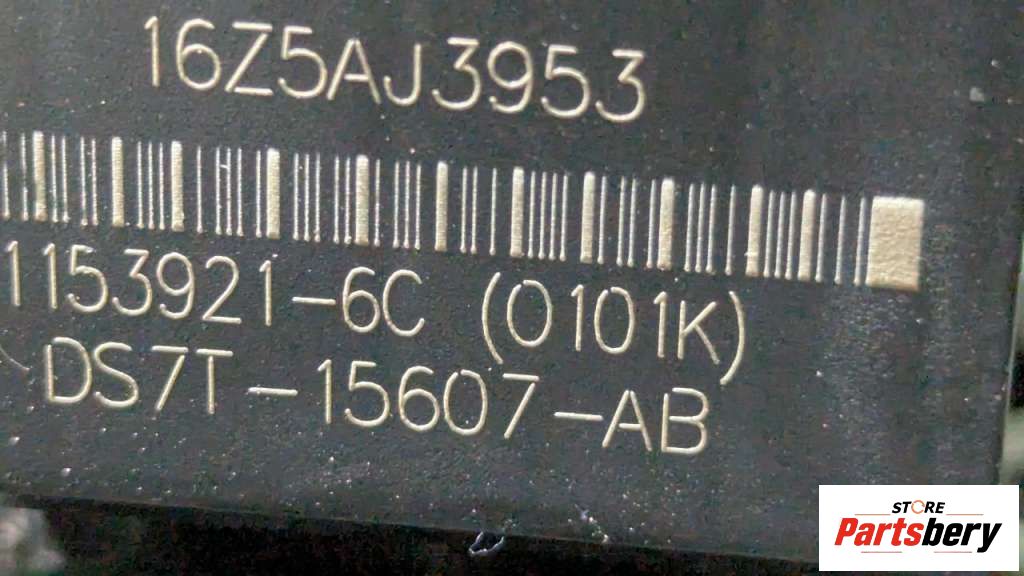 16Z5AJ3953
1153921-6C (0101K)
DS7T-15607-AB
STORE
Partsbery